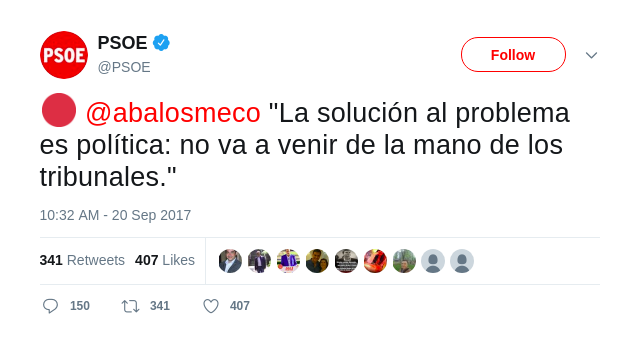 PSOE
PSOE
@PSOE
Follow
@abalosmeco "La solución al problema
es política: no va a venir de la mano de los
tribunales."
10:32 AM - 20 Sep 2017
341 Retweets 407 Likes
150 341 407